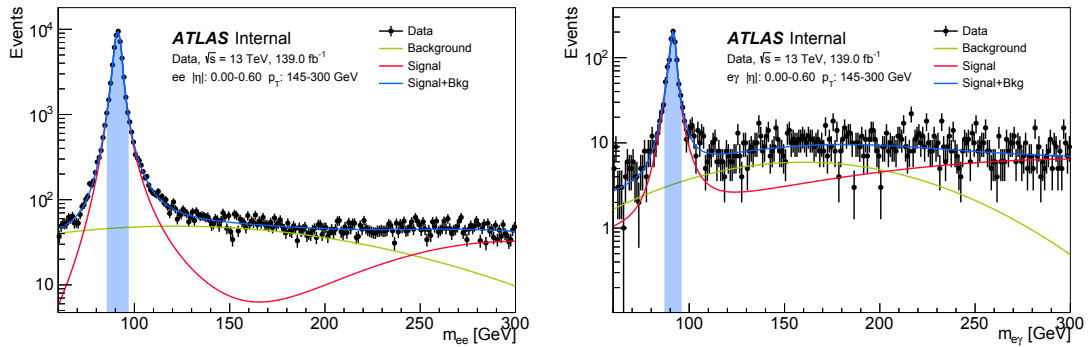 Events
10⁴
10³
10²
10
ATLAS Internal
Data, √s = 13 TeV, 139.0 fb⁻¹
ee |η|: 0.00-0.60 p_T: 145-300 GeV
Data
Background
Signal
Signal+Bkg
100 150 200 250 300
m_ee [GeV]
Events
10²
10
1
10⁻¹
ATLAS Internal
Data, √s = 13 TeV, 139.0 fb⁻¹
eγ |η|: 0.00-0.60 p_T: 145-300 GeV
Data
Background
Signal
Signal+Bkg
100 150 200 250 300
m_eγ [GeV]